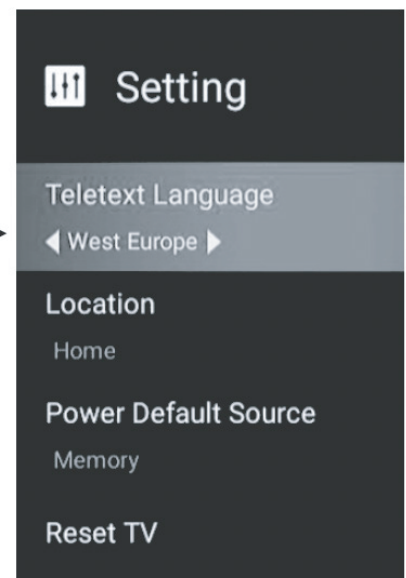 Setting
Teletext Language
West Europe
Location
Home
Power Default Source
Memory
Reset TV